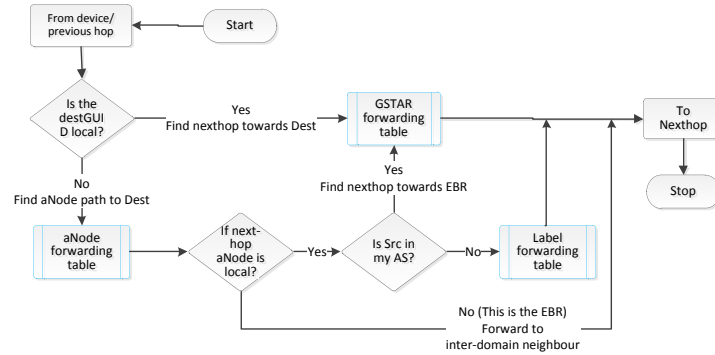 From device/
previous hop
Start
Is the
destGUI
D local?
Yes
Find nexthop towards Dest
GSTAR
forwarding
table
To
Nexthop
Stop
No
Find aNode path to Dest
Yes
Find nexthop towards EBR
aNode
forwarding
table
If next-
hop
aNode is
local?
Yes
Is Src in
my AS?
No
Label
forwarding
table
No (This is the EBR)
Forward to
inter-domain neighbour